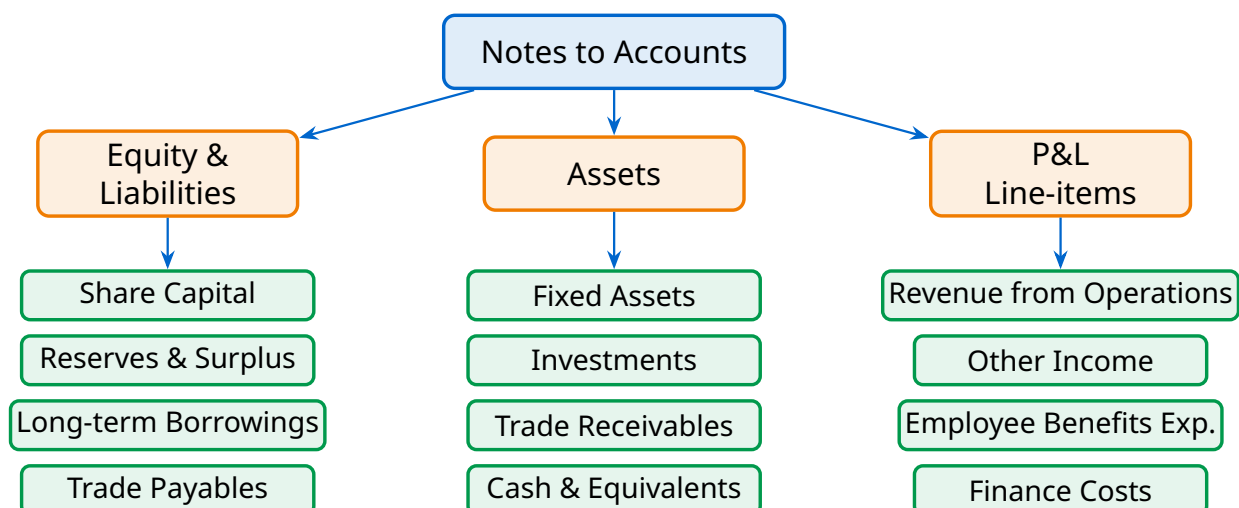 Notes to Accounts
Equity &
Liabilities
Assets
P&L
Line-items
Share Capital
Fixed Assets
Revenue from Operations
Reserves & Surplus
Investments
Other Income
Long-term Borrowings
Trade Receivables
Employee Benefits Exp.
Trade Payables
Cash & Equivalents
Finance Costs